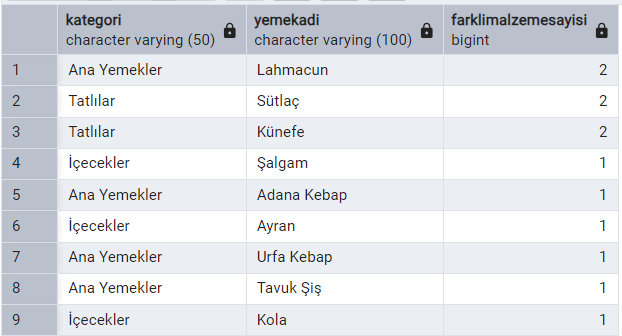 kategori yemekadi farklimalzemesayisi
character varying (50) character varying (100) bigint
1 Ana Yemekler Lahmacun 2
2 Tatlılar Sütlaç 2
3 Tatlılar Künefe 2
4 İçecekler Şalgam 1
5 Ana Yemekler Adana Kebap 1
6 İçecekler Ayran 1
7 Ana Yemekler Urfa Kebap 1
8 Ana Yemekler Tavuk Şiş 1
9 İçecekler Kola 1